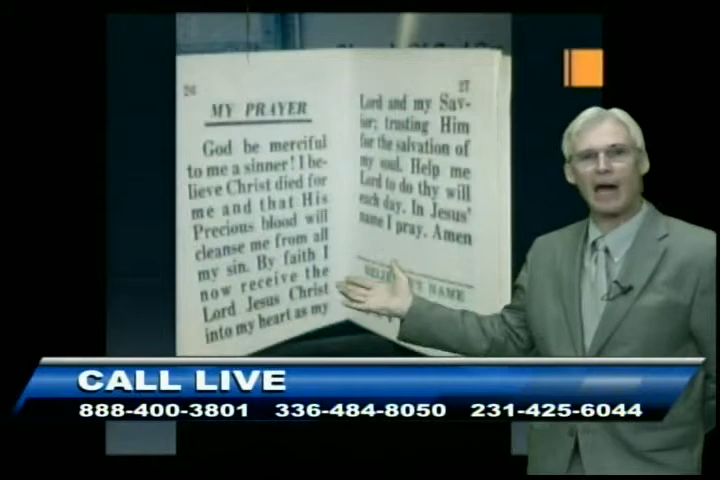 26
MY PRAYER
God be merciful
to me a sinner! I be-
lieve Christ died for
me and that His
Precious blood will
cleanse me from all
my sin. By faith I
now receive the
Lord Jesus Christ
into my heart as my
27
Lord and my Sav-
ior; trusting Him
for the salvation of
my soul. Help me
Lord to do thy will
each day. In Jesus'
name I pray. Amen
NAME
CALL LIVE
888-400-3801 336-484-8050 231-425-6044